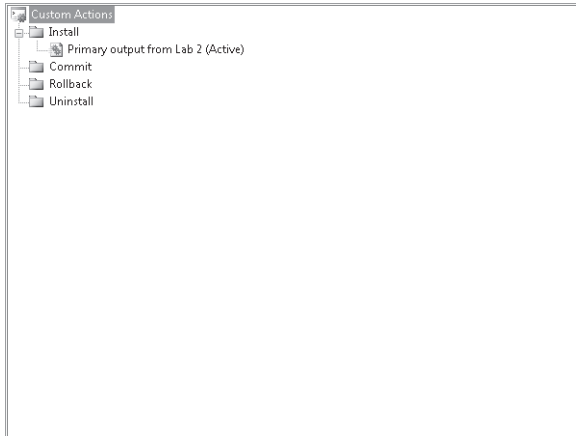 Custom Actions
Install
Primary output from Lab 2 (Active)
Commit
Rollback
Uninstall